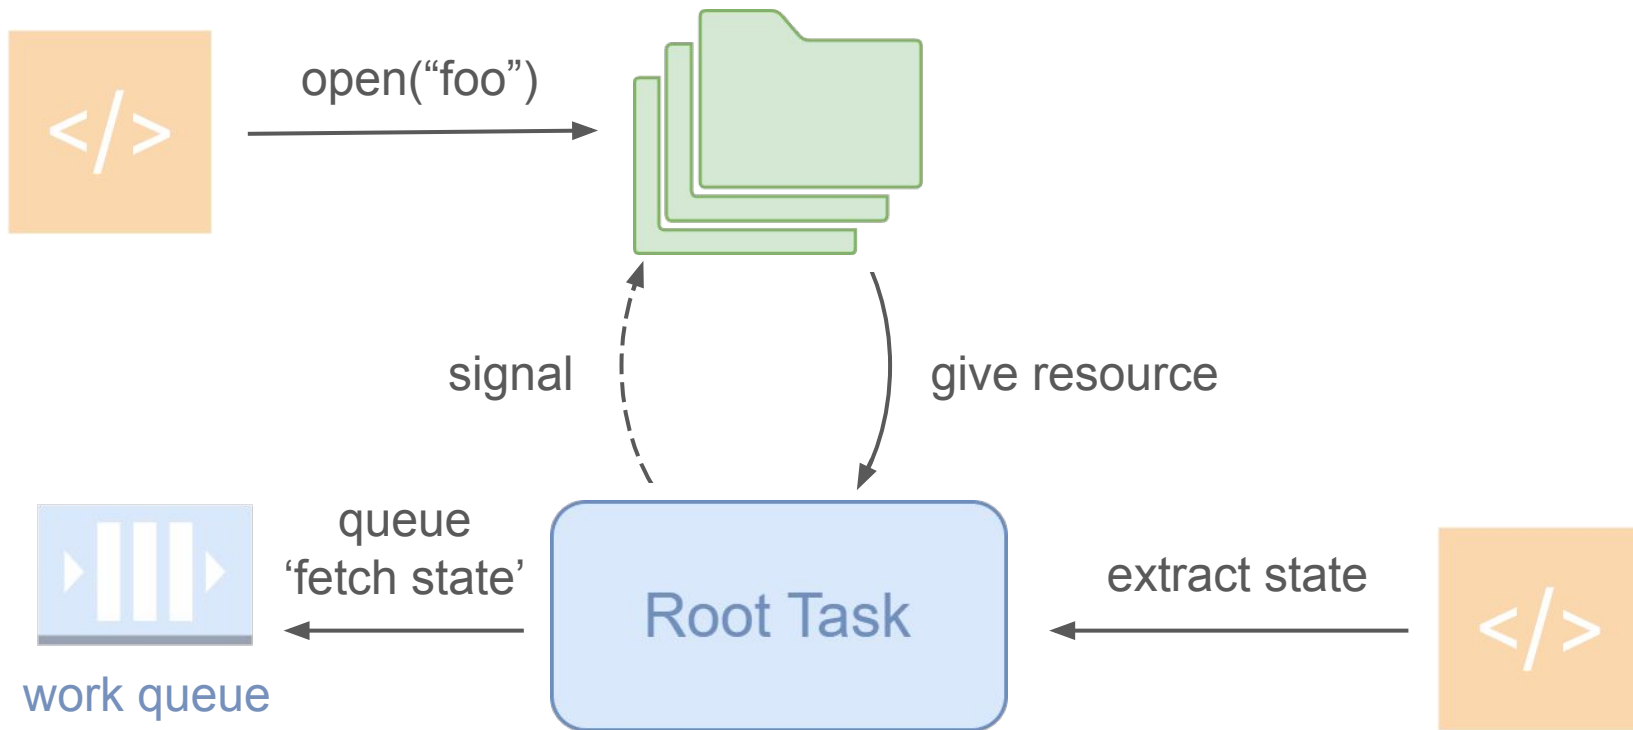 open(“foo”)
</>
signal
give resource
queue
‘fetch state’
extract state
Root Task
</>
work queue